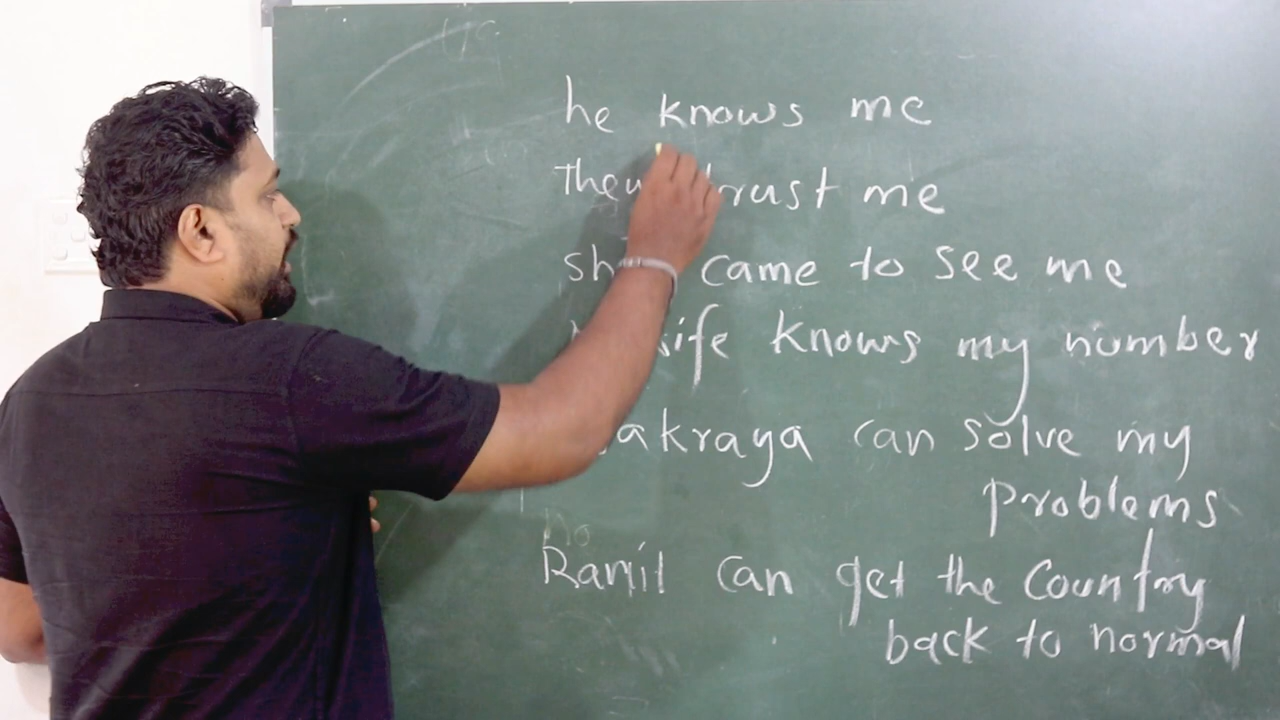 he knows me
trust me
came to see me
knows my number
can solve my
problems
no
Ranil can get the Country
back to normal